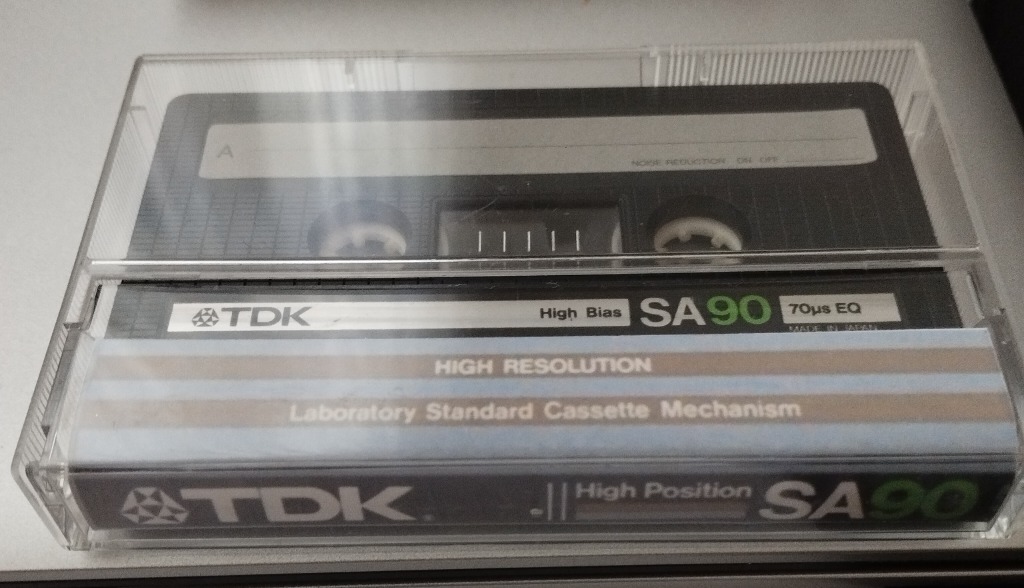 A
NOISE REDUCTION ON OFF
TDK High Bias SA90 70µs EQ
MADE IN JAPAN
HIGH RESOLUTION
Laboratory Standard Cassette Mechanism
TDK. High Position SA90